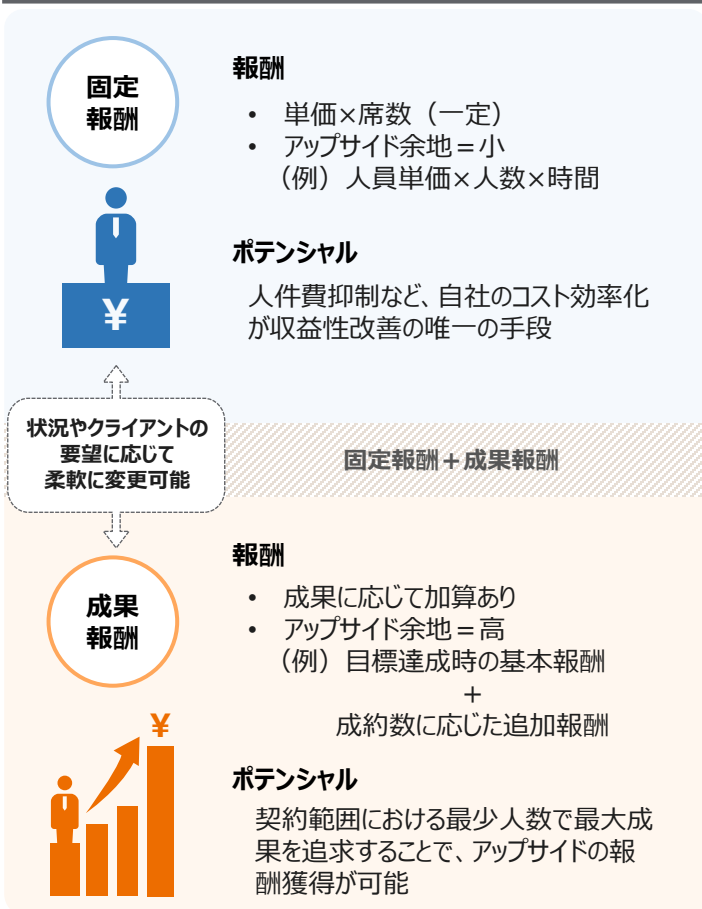 固定
報酬
報酬
• 単価×席数（一定）
• アップサイド余地＝小
（例）人員単価×人数×時間
¥
ポテンシャル
人件費抑制など、自社のコスト効率化
が収益性改善の唯一の手段
状況やクライアントの
要望に応じて
柔軟に変更可能
固定報酬＋成果報酬
成果
報酬
報酬
• 成果に応じて加算あり
• アップサイド余地＝高
（例）目標達成時の基本報酬
＋
成約数に応じた追加報酬
¥
ポテンシャル
契約範囲における最少人数で最大成
果を追求することで、アップサイドの報
酬獲得が可能